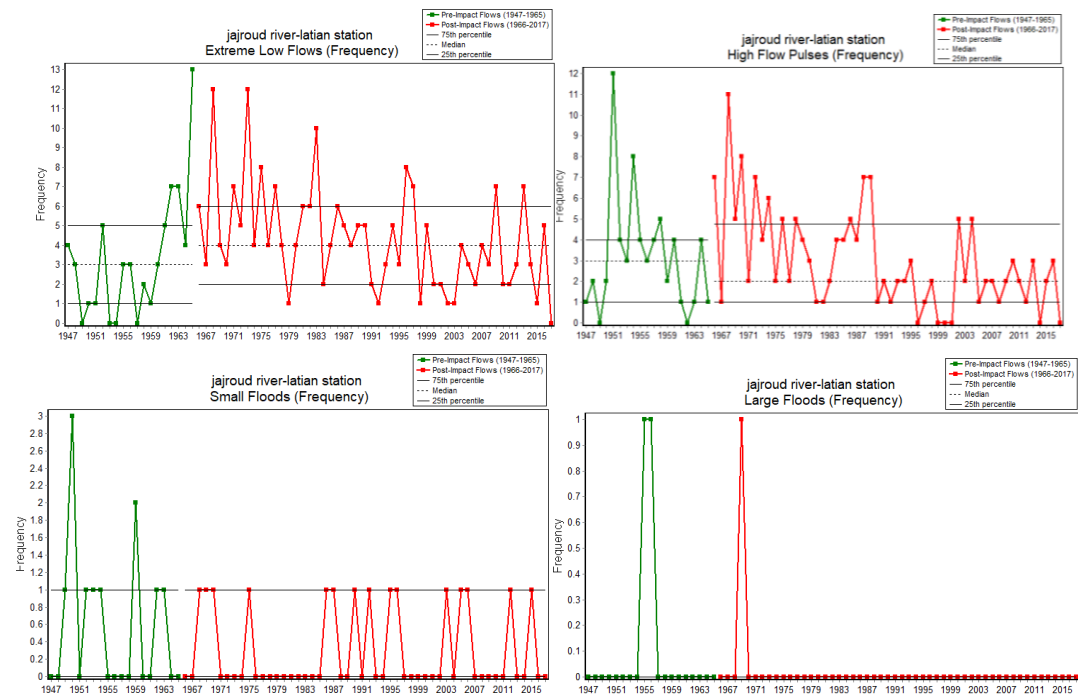 jajroud river-latian station
Extreme Low Flows (Frequency)
Pre-Impact Flows (1947-1965)
Post-Impact Flows (1966-2017)
75th percentile
Median
25th percentile
Frequency
13
12
11
10
9
8
7
6
5
4
3
2
1
0
1947 1951 1955 1959 1963 1967 1971 1975 1979 1983 1987 1991 1995 1999 2003 2007 2011 2015
jajroud river-latian station
High Flow Pulses (Frequency)
Pre-Impact Flows (1947-1965)
Post-Impact Flows (1966-2017)
75th percentile
Median
25th percentile
Frequency
12
11
10
9
8
7
6
5
4
3
2
1
0
1947 1951 1955 1959 1963 1967 1971 1975 1979 1983 1987 1991 1995 1999 2003 2007 2011 2015
jajroud river-latian station
Small Floods (Frequency)
Pre-Impact Flows (1947-1965)
Post-Impact Flows (1966-2017)
75th percentile
Median
25th percentile
Frequency
3
2.8
2.6
2.4
2.2
2
1.8
1.6
1.4
1.2
1
0.8
0.6
0.4
0.2
0
1947 1951 1955 1959 1963 1967 1971 1975 1979 1983 1987 1991 1995 1999 2003 2007 2011 2015
jajroud river-latian station
Large Floods (Frequency)
Pre-Impact Flows (1947-1965)
Post-Impact Flows (1966-2017)
75th percentile
Median
25th percentile
Frequency
1
0.9
0.8
0.7
0.6
0.5
0.4
0.3
0.2
0.1
0
1947 1951 1955 1959 1963 1967 1971 1975 1979 1983 1987 1991 1995 1999 2003 2007 2011 2015